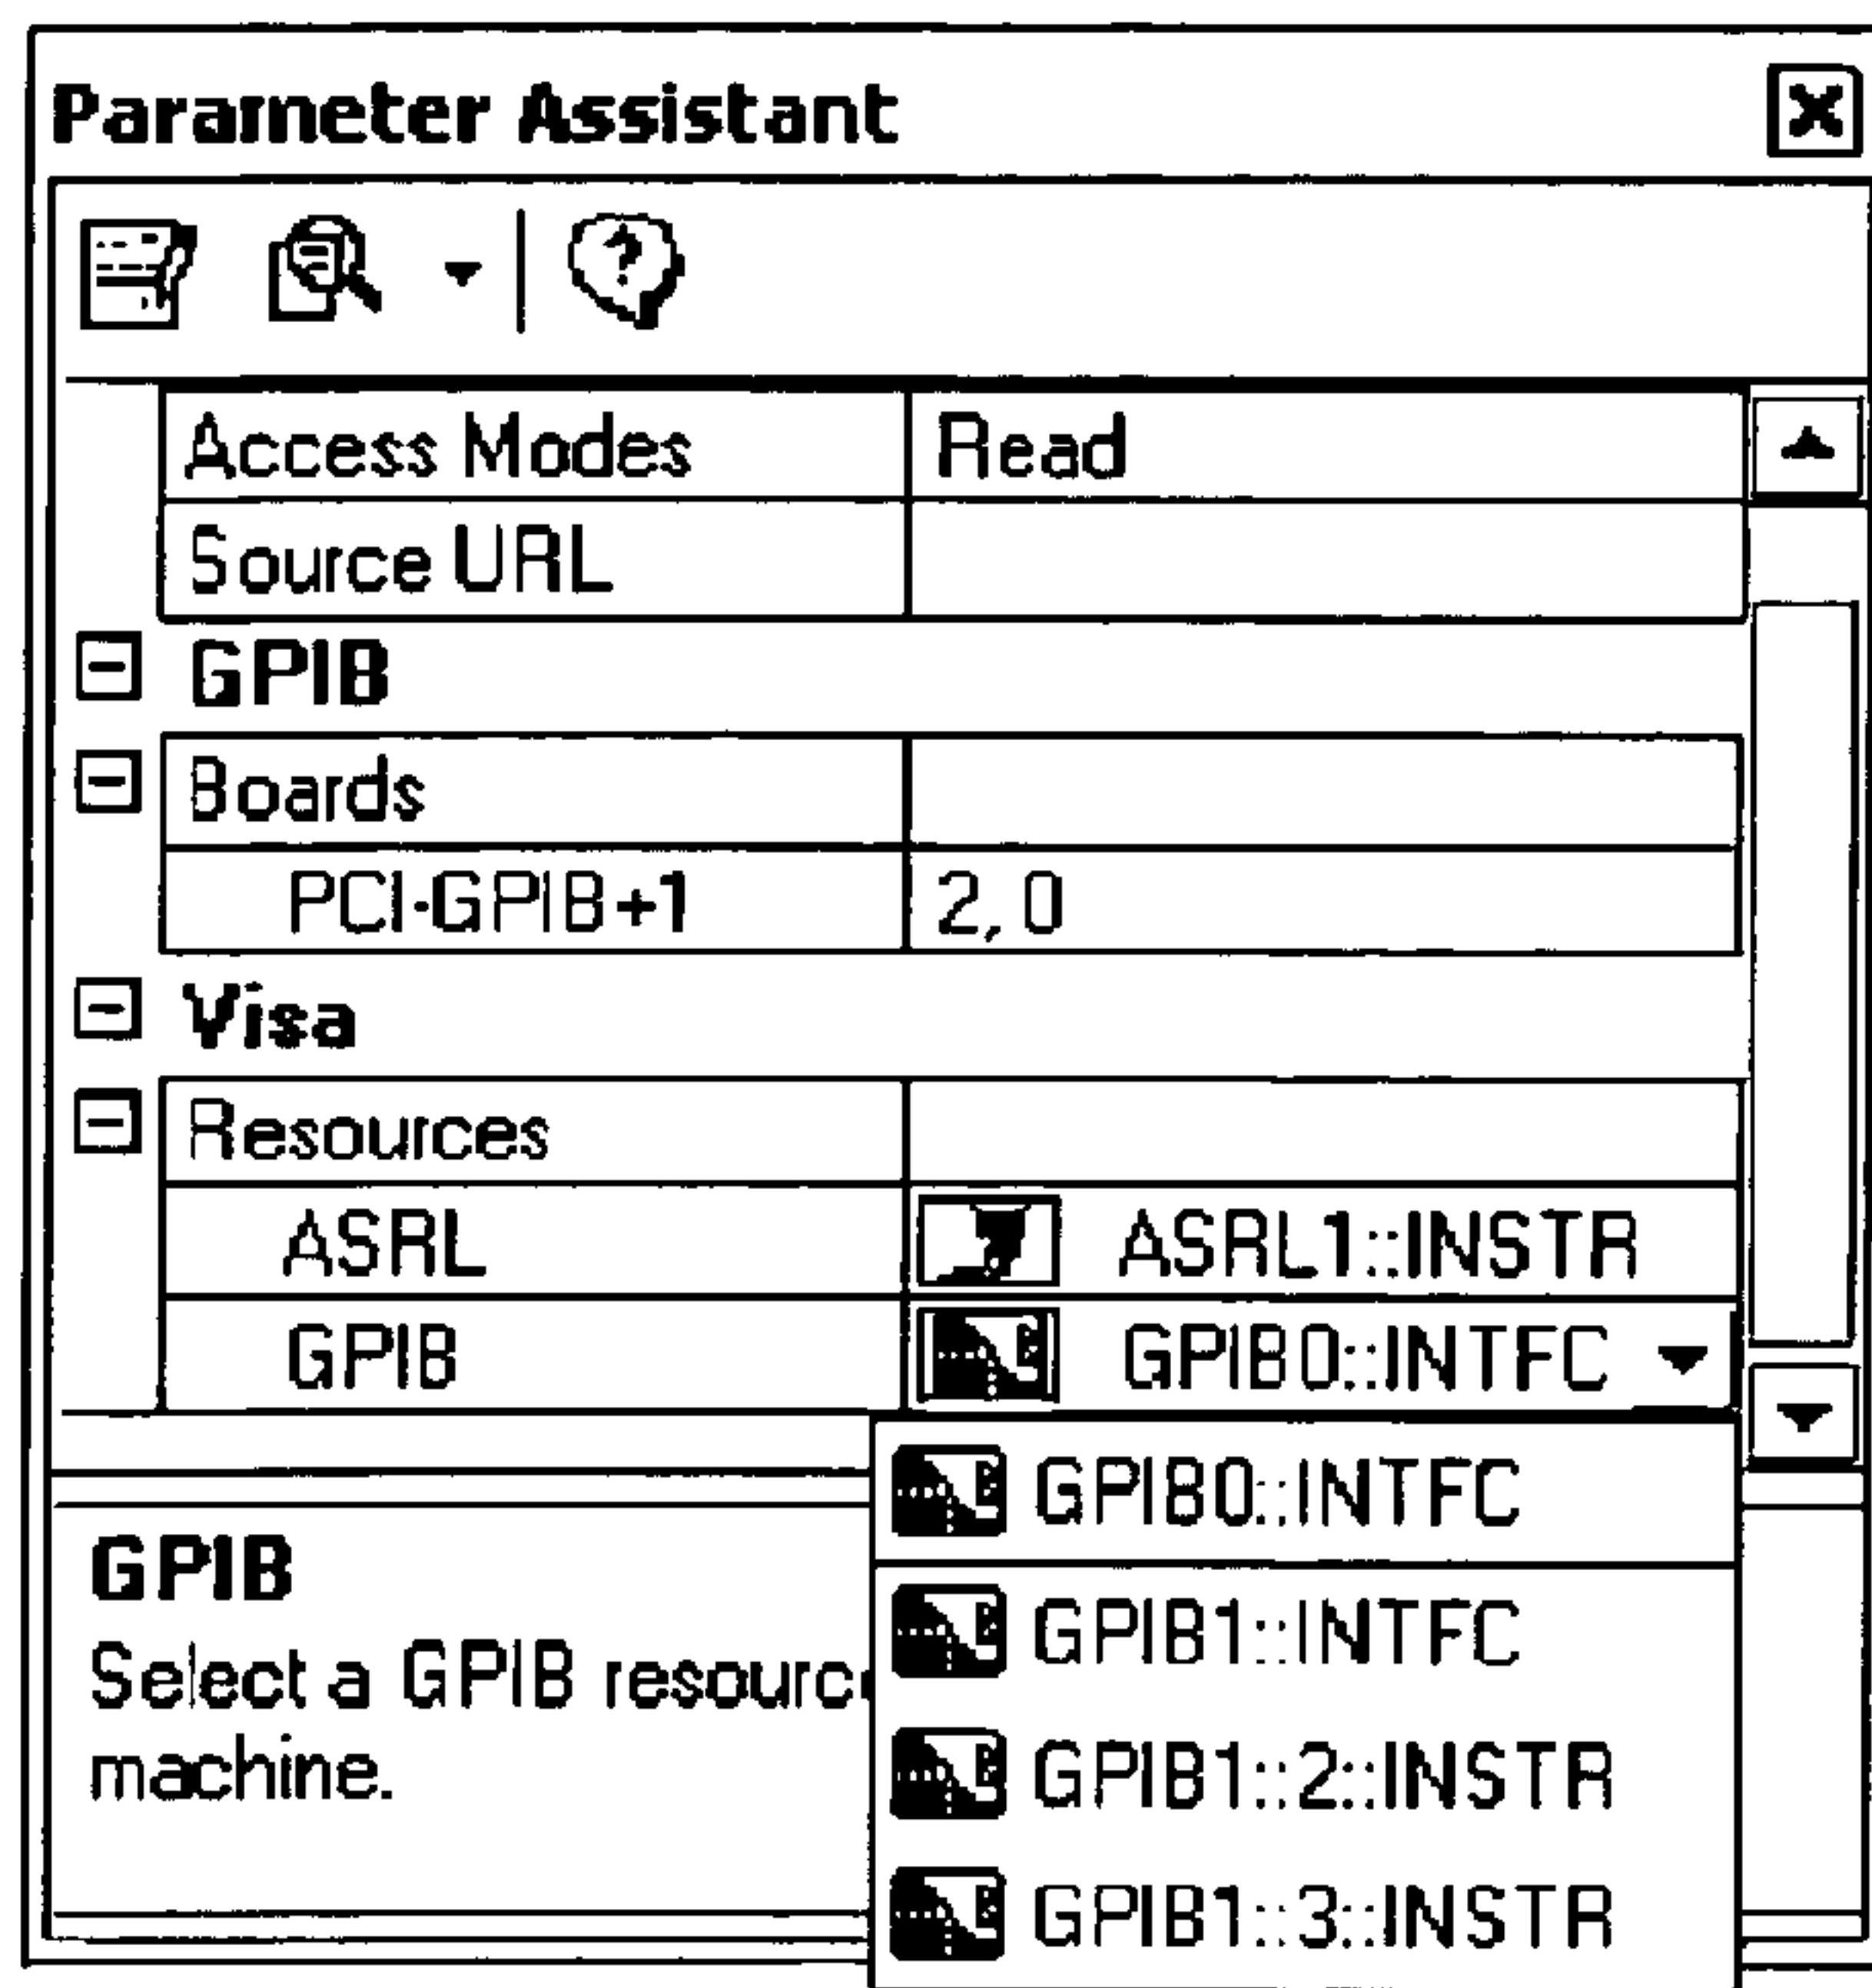 Parameter Assistant
Access Modes Read
Source URL
GPIB
Boards
PCI-GPIB+1 2, 0
Visa
Resources
ASRL ASRL1::INSTR
GPIB GPIB0::INTFC
GPIB0::INTFC
GPIB1::INTFC
GPIB1::2::INSTR
GPIB1::3::INSTR
GPIB
Select a GPIB
machine.